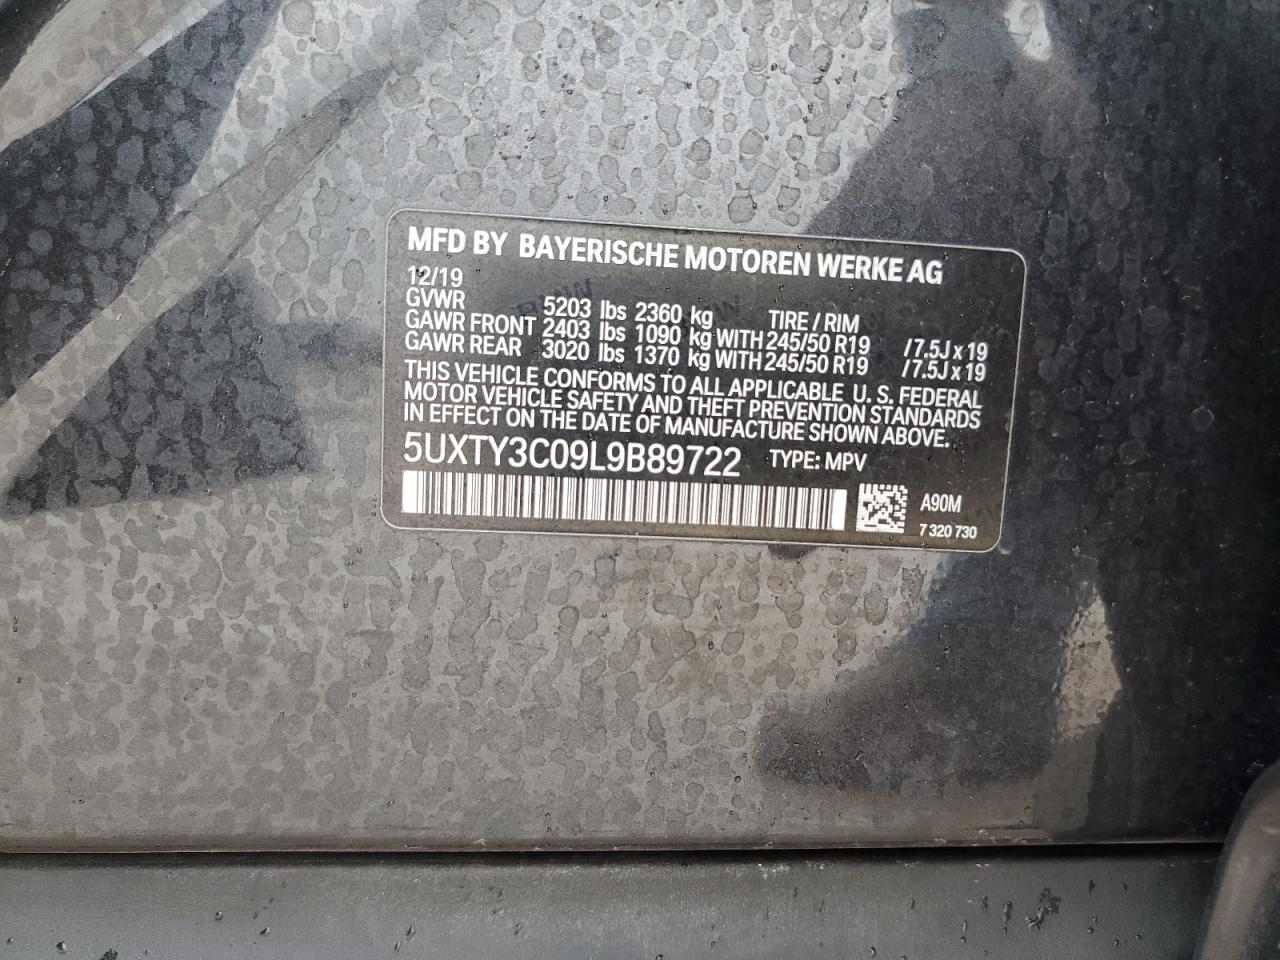 MFD BY BAYERISCHE MOTOREN WERKE AG
12/19
GVWR 5203 lbs 2360 kg TIRE / RIM
GAWR FRONT 2403 lbs 1090 kg WITH 245/50 R19 /7.5J x 19
GAWR REAR 3020 lbs 1370 kg WITH 245/50 R19 /7.5J x 19
THIS VEHICLE CONFORMS TO ALL APPLICABLE U. S. FEDERAL
MOTOR VEHICLE SAFETY AND THEFT PREVENTION STANDARDS
IN EFFECT ON THE DATE OF MANUFACTURE SHOWN ABOVE.
5UXTY3C09L9B89722 TYPE: MPV
A90M
7 320 730